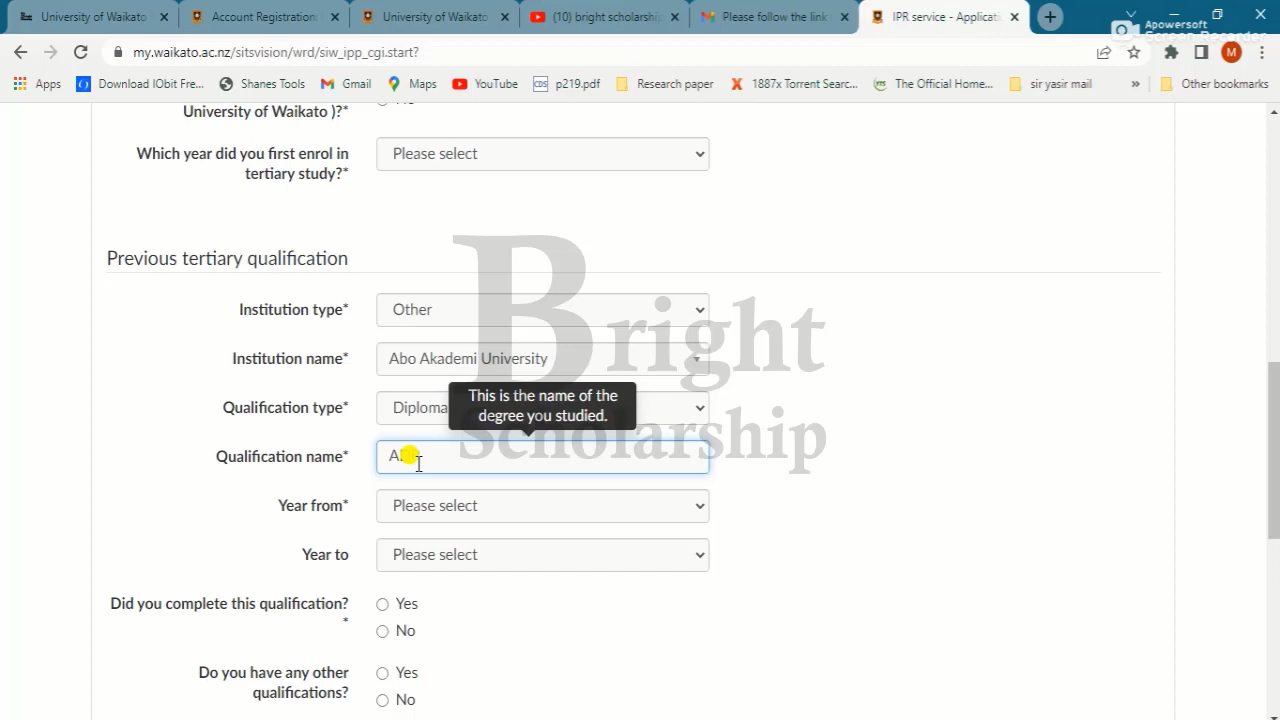 University of Waikato
Account Registration
University of Waikato
(10) bright scholarship
Please follow the link
IPR service - Applicati
Apowersoft
Screen Recorder
my.waikato.ac.nz/sitsvision/wrd/siw_ipp_cgi.start?
M
Apps
Download IObit Fre...
Shanes Tools
Gmail
Maps
YouTube
p219.pdf
Research paper
1887x Torrent Searc...
The Official Home...
sir yasir mail
»
Other bookmarks
University of Waikato )?*
No
Which year did you first enrol in
tertiary study?*
Please select
Previous tertiary qualification
Institution type*
Other
Institution name*
Abo Akademi University
Qualification type*
Diploma
This is the name of the
degree you studied.
Qualification name*
Year from*
Please select
Year to
Please select
Did you complete this qualification?
*
Yes
No
Do you have any other
qualifications?
Yes
No
Bright
Scholarship